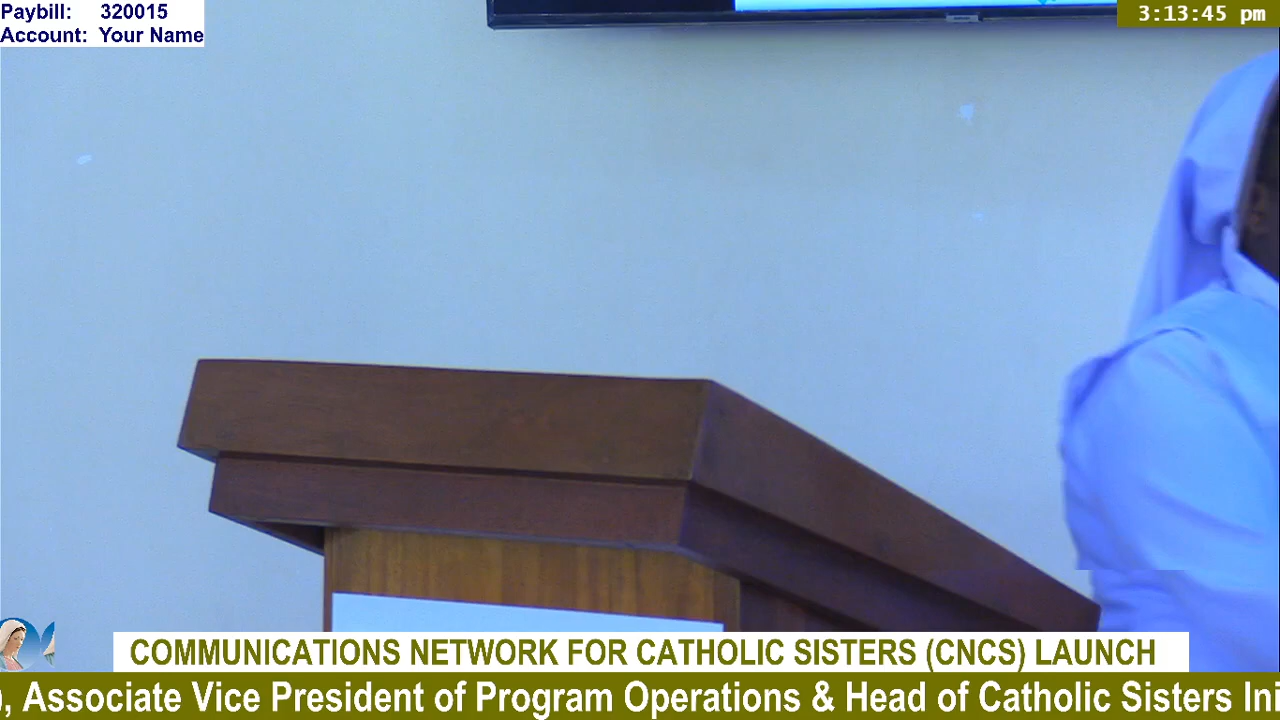 Paybill: 320015
Account: Your Name
3:13:45 pm
COMMUNICATIONS NETWORK FOR CATHOLIC SISTERS (CNCS) LAUNCH
, Associate Vice President of Program Operations & Head of Catholic Sisters